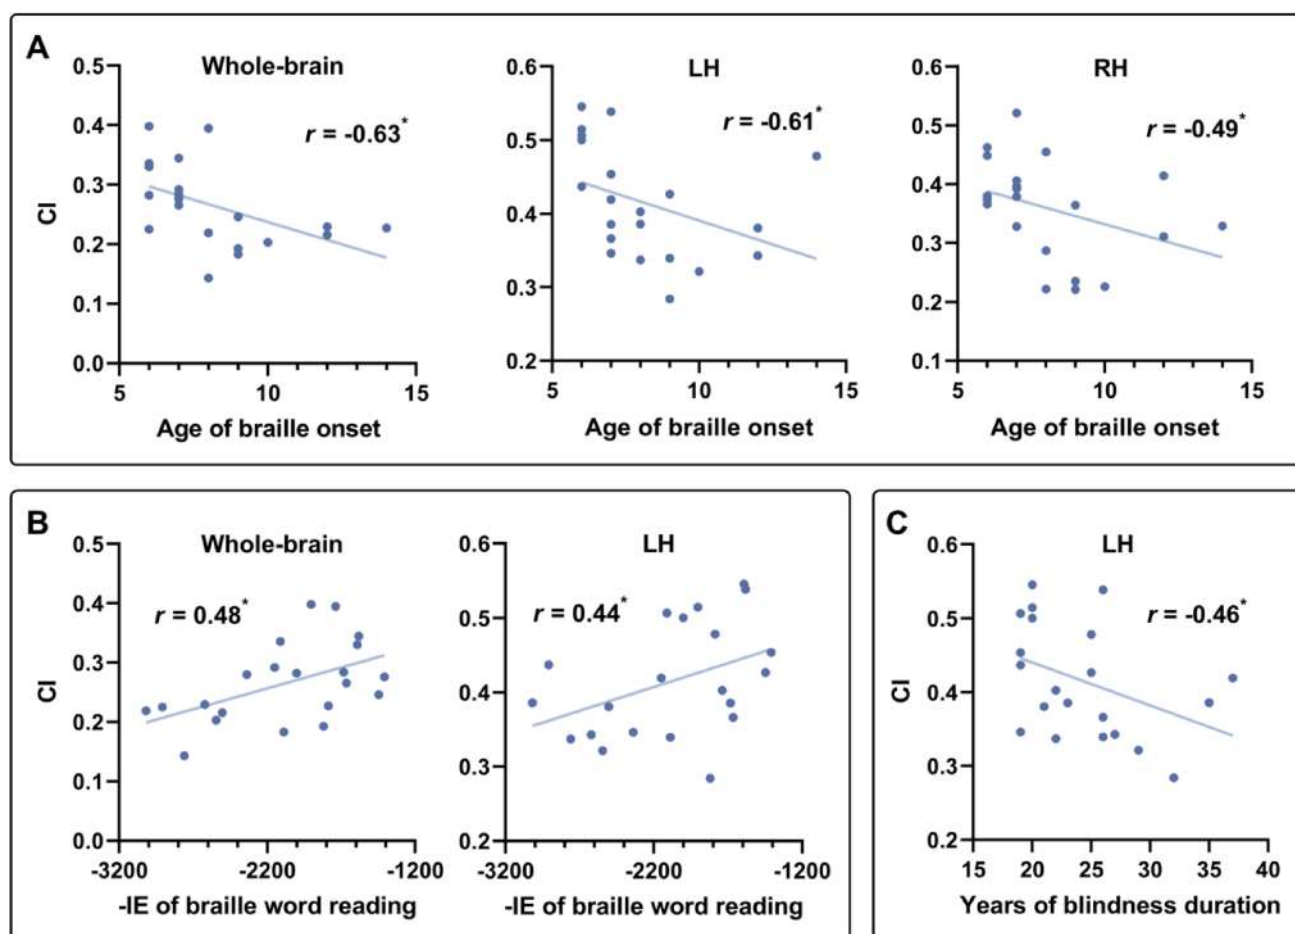 A
Whole-brain
LH
RH
r = -0.63*
r = -0.61*
r = -0.49*
CI
0.5
0.4
0.3
0.2
0.1
0.0
5
10
15
Age of braille onset
0.6
0.5
0.4
0.3
0.2
5
10
15
Age of braille onset
0.6
0.5
0.4
0.3
0.2
0.1
5
10
15
Age of braille onset
B
Whole-brain
r = 0.48*
CI
0.5
0.4
0.3
0.2
0.1
0.0
-3200
-2200
-1200
-IE of braille word reading
LH
r = 0.44*
0.6
0.5
0.4
0.3
0.2
-3200
-2200
-1200
-IE of braille word reading
C
LH
r = -0.46*
0.6
0.5
0.4
0.3
0.2
15
20
25
30
35
40
Years of blindness duration